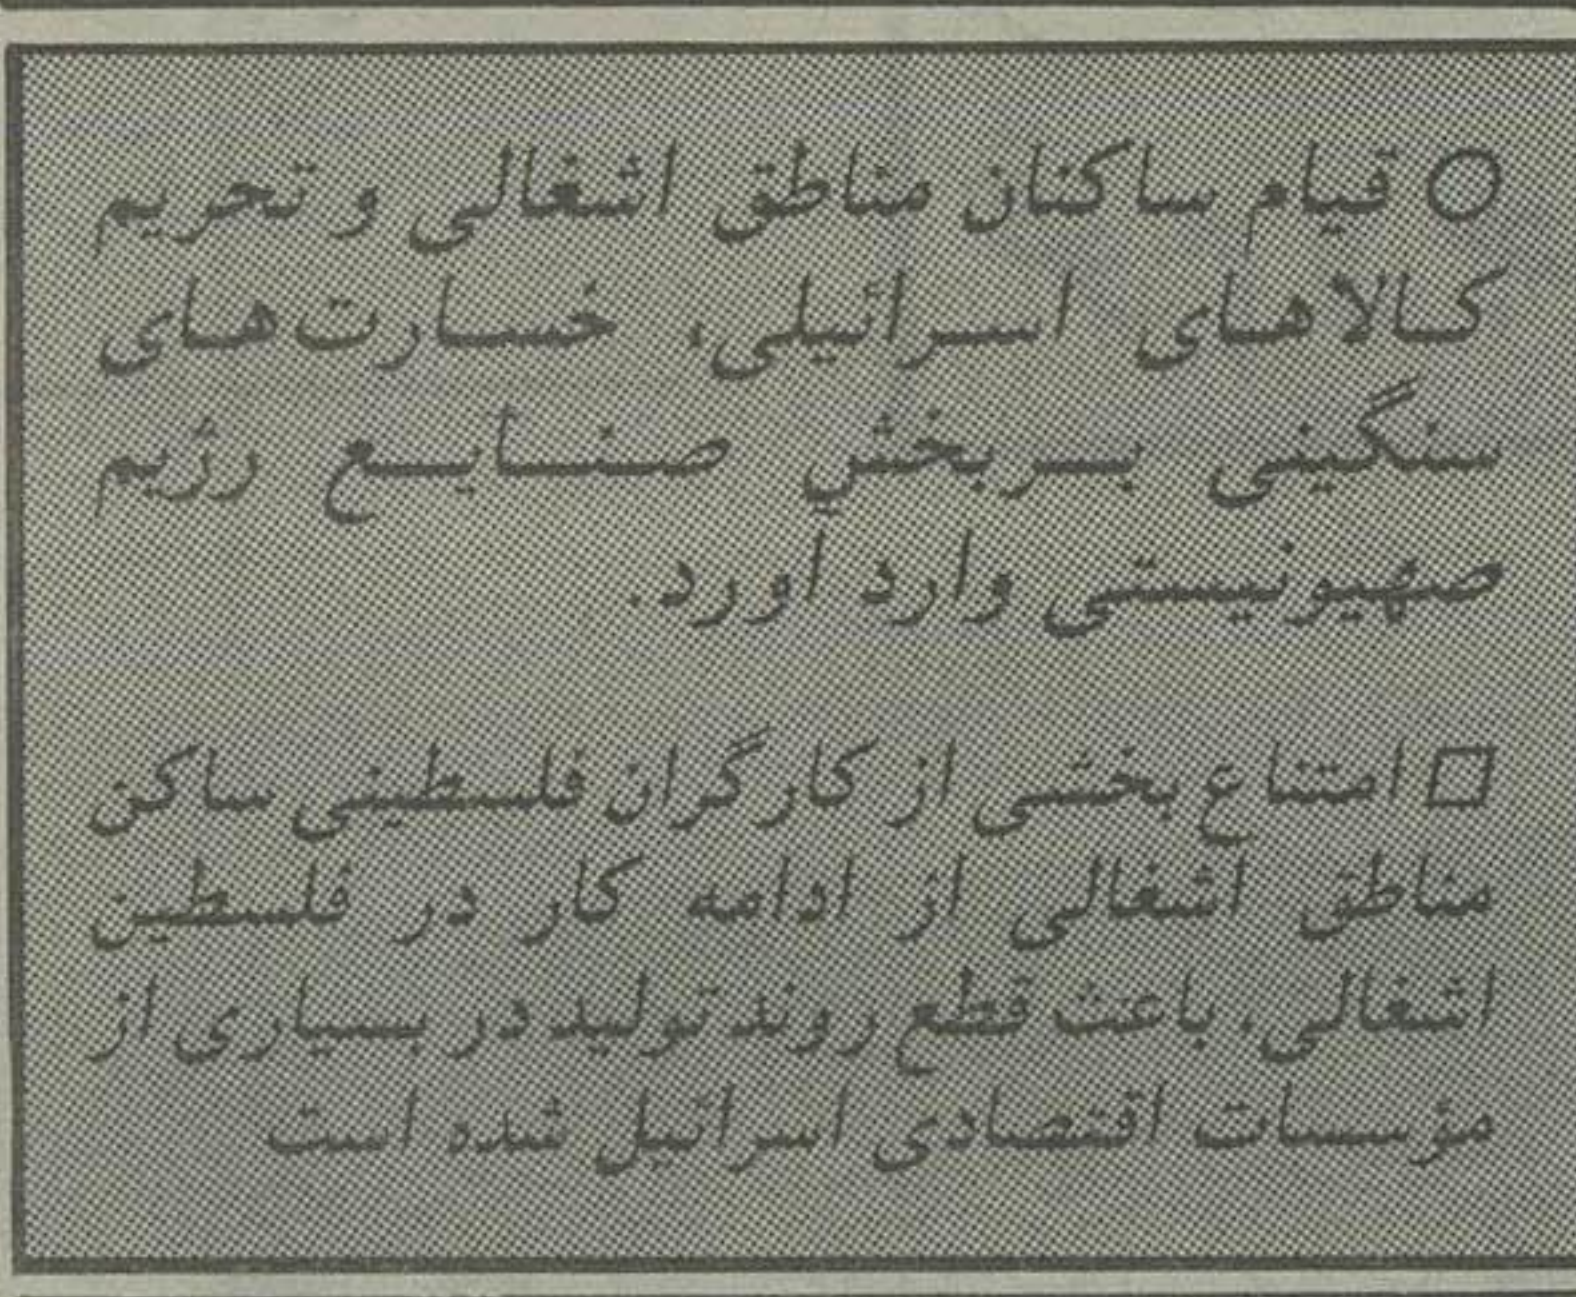 ○ قیام ساکنان مناطق اشغالی و تحریم
کالاهای اسرائیلی، خسارت‌های
سنگینی بر بخش صنایع رژیم
صهیونیستی وارد آورد.
□ امتناع بخشی از کارگران فلسطینی ساکن
مناطق اشغالی از ادامه کار در فلسطین
اشغالی، باعث قطع روند تولید در بسیاری از
مؤسسات اقتصادی اسرائیل شده است